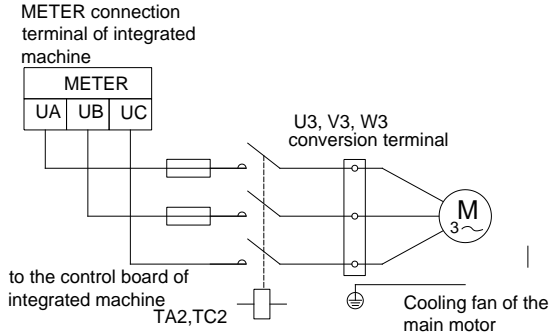 METER connection
terminal of integrated
machine
METER
UA UB UC
U3, V3, W3
conversion terminal
M
3~
to the control board of
integrated machine
TA2,TC2
Cooling fan of the
main motor